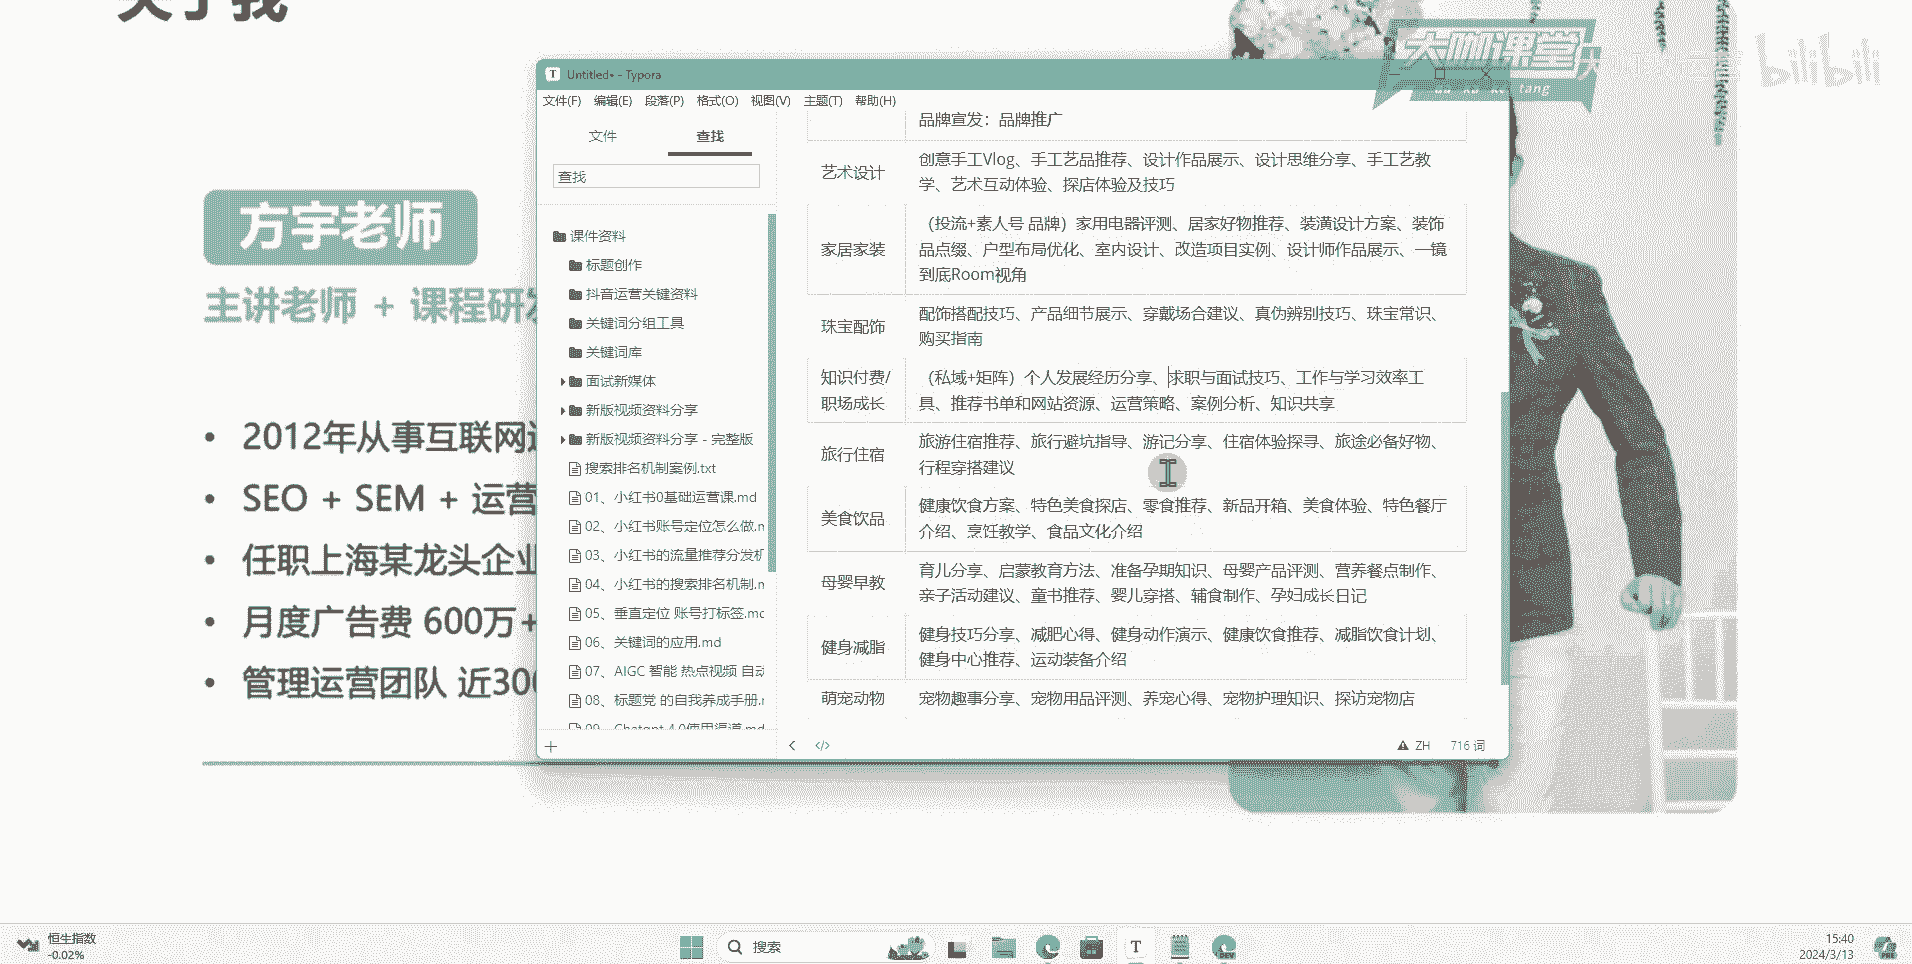 关于我
大咖课堂
bilibili
tang
方宇老师
主讲老师 + 课程研发
• 2012年从事互联网
• SEO + SEM + 运营
• 任职上海某龙头企业
• 月度广告费 600万+
• 管理运营团队 近300
Untitled• - Typora
文件(F) 编辑(E) 段落(P) 格式(O) 视图(V) 主题(T) 帮助(H)
文件 查找
查找
课件资料
标题创作
抖音运营关键资料
关键词分组工具
关键词库
面试新媒体
新版视频资料分享
新版视频资料分享 - 完整版
搜索排名机制案例.txt
01、小红书0基础运营课.md
02、小红书账号定位怎么做.m
03、小红书的流量推荐分发机
04、小红书的搜索排名机制.m
05、垂直定位 账号打标签.mc
06、关键词的应用.md
07、AIGC 智能 热点视频 自动
08、标题党 的自我养成手册.r
09、Chatgpt 4.0使用渠道.md
品牌宣发：品牌推广
艺术设计
创意手工Vlog、手工艺品推荐、设计作品展示、设计思维分享、手工艺教
学、艺术互动体验、探店体验及技巧
家居家装
（投流+素人号 品牌）家用电器评测、居家好物推荐、装潢设计方案、装饰
品点缀、户型布局优化、室内设计、改造项目实例、设计师作品展示、一镜
到底Room视角
珠宝配饰
配饰搭配技巧、产品细节展示、穿戴场合建议、真伪辨别技巧、珠宝常识、
购买指南
知识付费/
职场成长
（私域+矩阵）个人发展经历分享、求职与面试技巧、工作与学习效率工
具、推荐书单和网站资源、运营策略、案例分析、知识共享
旅行住宿
旅游住宿推荐、旅行避坑指导、游记分享、住宿体验探寻、旅途必备好物、
行程穿搭建议
美食饮品
健康饮食方案、特色美食探店、零食推荐、新品开箱、美食体验、特色餐厅
介绍、烹饪教学、食品文化介绍
母婴早教
育儿分享、启蒙教育方法、准备孕期知识、母婴产品评测、营养餐点制作、
亲子活动建议、童书推荐、婴儿穿搭、辅食制作、孕妇成长日记
健身减脂
健身技巧分享、减肥心得、健身动作演示、健康饮食推荐、减脂饮食计划、
健身中心推荐、运动装备介绍
萌宠动物
宠物趣事分享、宠物用品评测、养宠心得、宠物护理知识、探访宠物店
ZH 716 词
恒生指数
-0.02%
搜索
DEV
15:40
2024/3/13
PRE